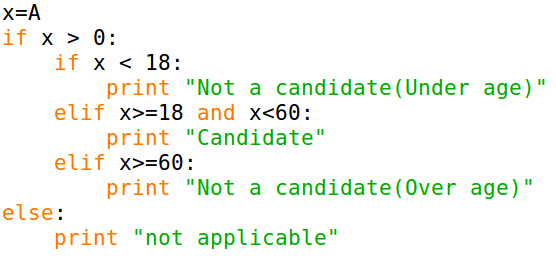 x=A
if x > 0:
    if x < 18:
        print "Not a candidate(Under age)"
    elif x>=18 and x<60:
        print "Candidate"
    elif x>=60:
        print "Not a candidate(Over age)"
else:
    print "not applicable"